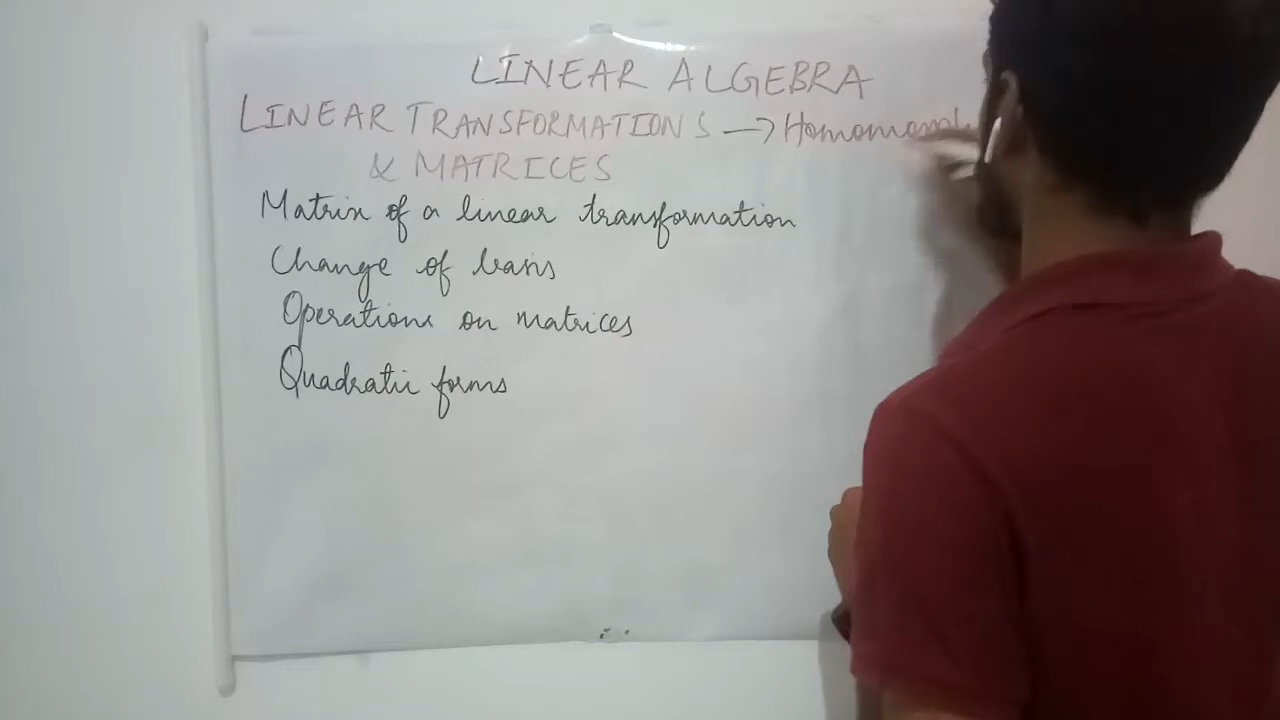 LINEAR ALGEBRA
LINEAR TRANSFORMATIONS →
& MATRICES
Matrix of a linear transformation
Change of basis
Operations on matrices
Quadratic forms